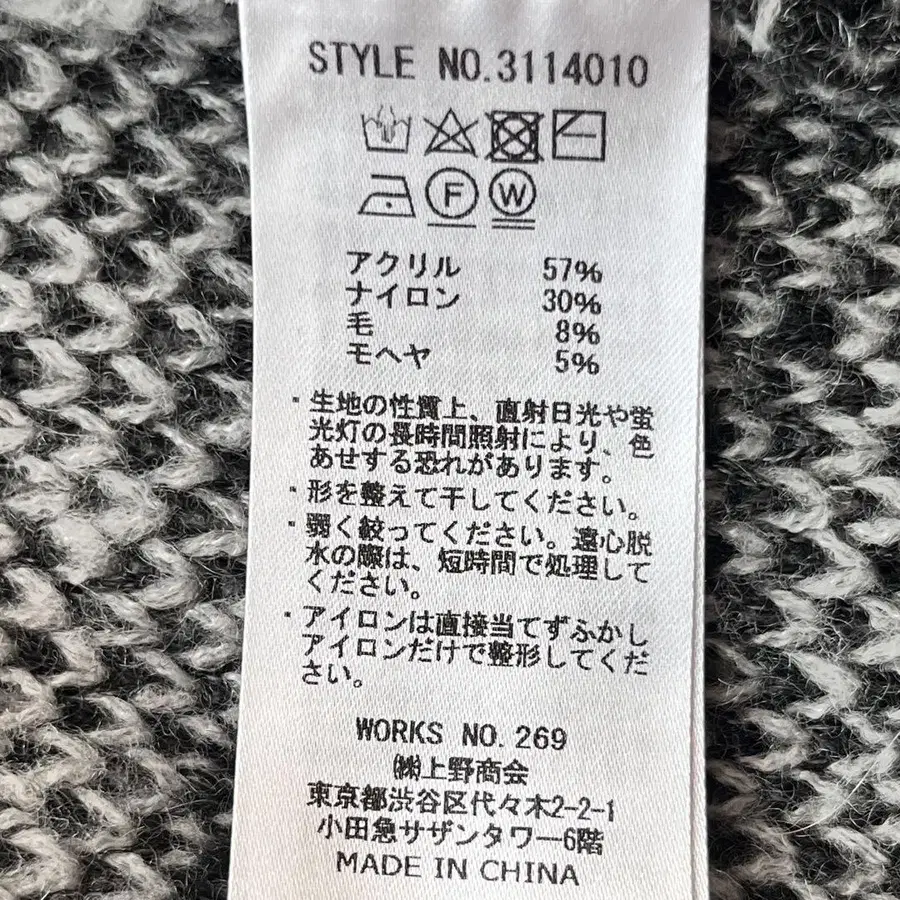 STYLE NO.3114010
F W
アクリル 57%
ナイロン 30%
毛 8%
モヘヤ 5%
・生地の性質上、直射日光や蛍
光灯の長時間照射により、色
あせする恐れがあります。
・形を整えて干してください。
・弱く絞ってください。遠心脱
水の際は、短時間で処理して
ください。
・アイロンは直接当てずふかし
アイロンだけで整形してくだ
さい。
WORKS NO. 269
㈱上野商会
東京都渋谷区代々木2-2-1
小田急サザンタワー6階
MADE IN CHINA